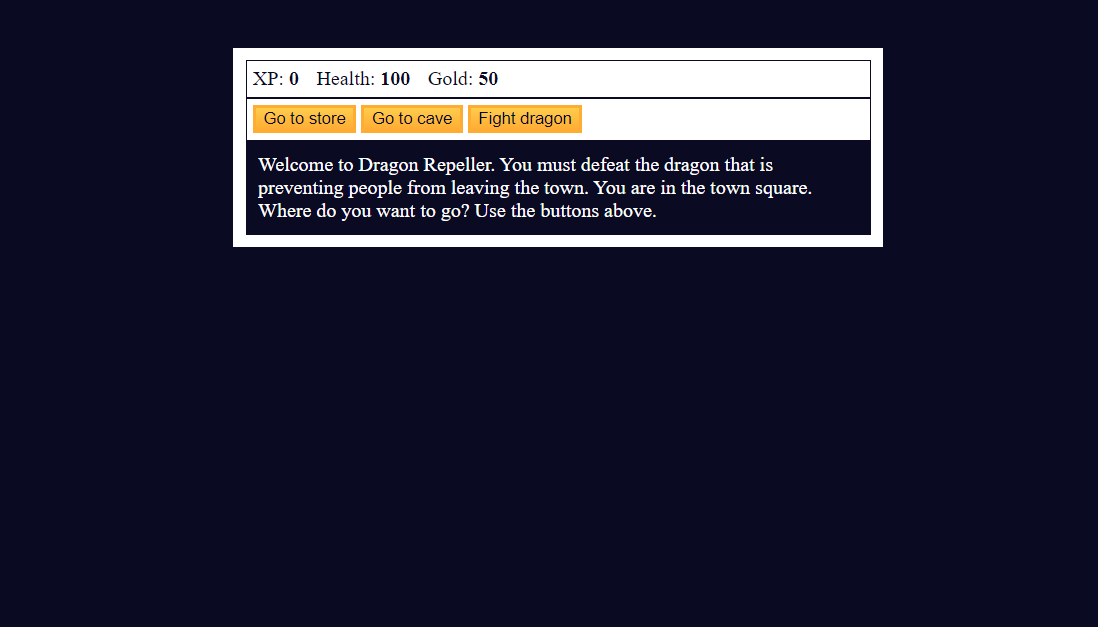 XP: 0 Health: 100 Gold: 50
Go to store Go to cave Fight dragon
Welcome to Dragon Repeller. You must defeat the dragon that is
preventing people from leaving the town. You are in the town square.
Where do you want to go? Use the buttons above.